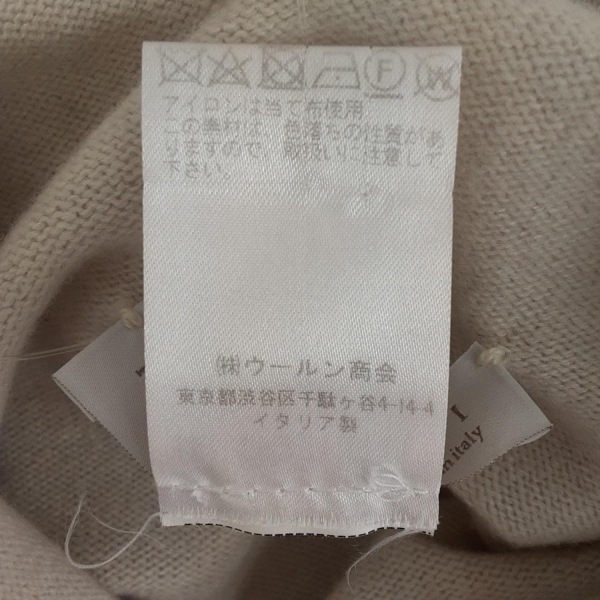 F
アイロンは当て布使用
この素材は、色落ちの性質があ
りますので、取扱いに注意して
下さい。
㈱ウールン商会
東京都渋谷区千駄ヶ谷4-14-4
イタリア製
I
in italy